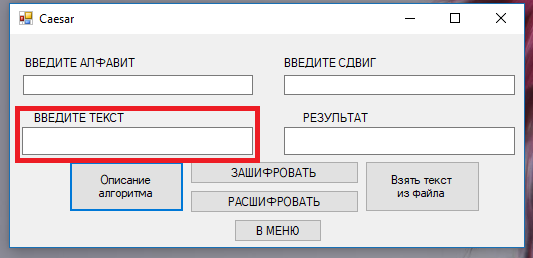 Caesar
ВВЕДИТЕ АЛФАВИТ
ВВЕДИТЕ СДВИГ
ВВЕДИТЕ ТЕКСТ
РЕЗУЛЬТАТ
Описание
алгоритма
ЗАШИФРОВАТЬ
РАСШИФРОВАТЬ
Взять текст
из файла
В МЕНЮ